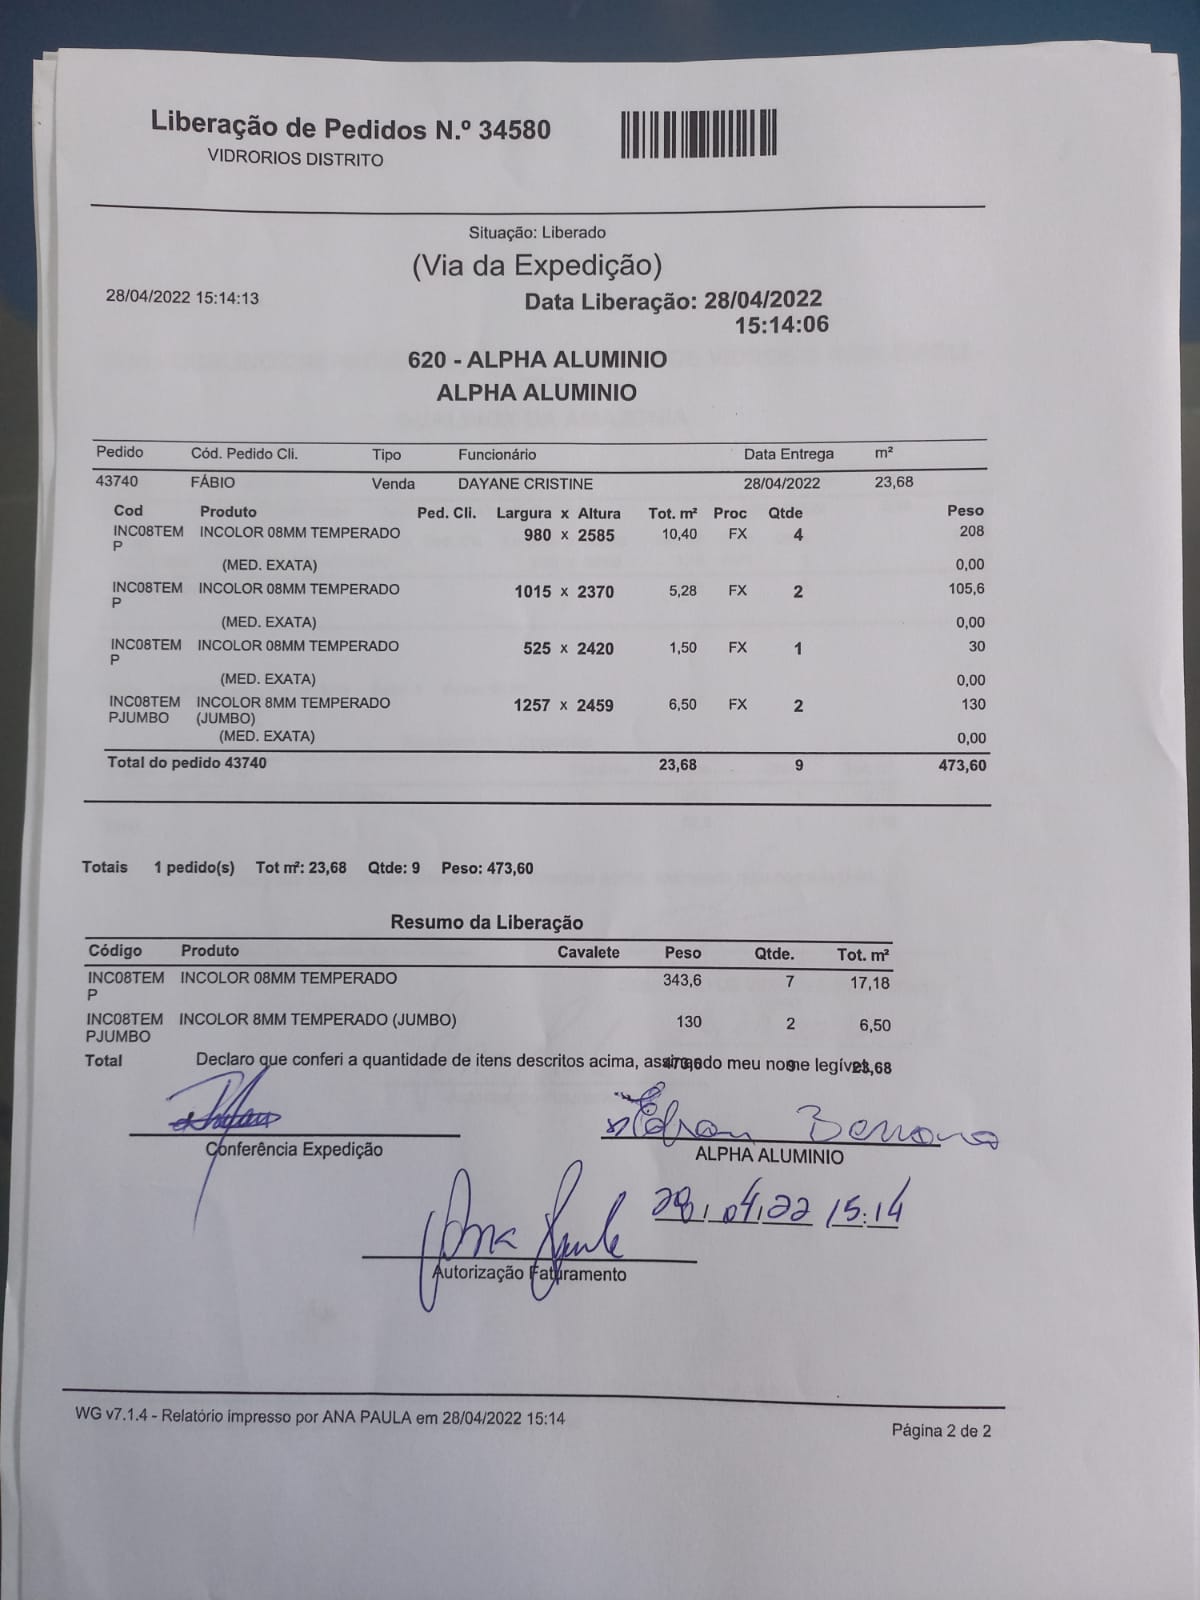 Liberação de Pedidos N.º 34580
VIDRORIOS DISTRITO
Situação: Liberado
(Via da Expedição)
28/04/2022 15:14:13
Data Liberação: 28/04/2022
15:14:06
620 - ALPHA ALUMINIO
ALPHA ALUMINIO
Pedido Cód. Pedido Cli. Tipo Funcionário Data Entrega m²
43740 FÁBIO Venda DAYANE CRISTINE 28/04/2022 23,68
Cod Produto Ped. Cli. Largura x Altura Tot. m² Proc Qtde Peso
INC08TEM INCOLOR 08MM TEMPERADO 980 x 2585 10,40 FX 4 208
P
(MED. EXATA) 0,00
INC08TEM INCOLOR 08MM TEMPERADO 1015 x 2370 5,28 FX 2 105,6
P
(MED. EXATA) 0,00
INC08TEM INCOLOR 08MM TEMPERADO 525 x 2420 1,50 FX 1 30
P
(MED. EXATA) 0,00
INC08TEM INCOLOR 8MM TEMPERADO 1257 x 2459 6,50 FX 2 130
PJUMBO (JUMBO)
(MED. EXATA) 0,00
Total do pedido 43740 23,68 9 473,60
Totais 1 pedido(s) Tot m²: 23,68 Qtde: 9 Peso: 473,60
Resumo da Liberação
Código Produto Cavalete Peso Qtde. Tot. m²
INC08TEM INCOLOR 08MM TEMPERADO 343,6 7 17,18
P
INC08TEM INCOLOR 8MM TEMPERADO (JUMBO) 130 2 6,50
PJUMBO
Total 473,6 9 23,68
Declaro que conferi a quantidade de itens descritos acima, assinado meu nome legível.
Conferência Expedição
ALPHA ALUMINIO
28/04/22 15:14
Ana Paula
Autorização Faturamento
WG v7.1.4 - Relatório impresso por ANA PAULA em 28/04/2022 15:14
Página 2 de 2